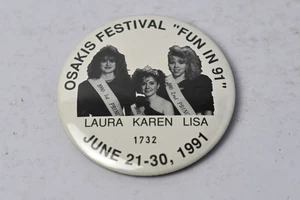 OSAKIS FESTIVAL "FUN IN 91"
LAURA KAREN LISA
1732
JUNE 21-30, 1991